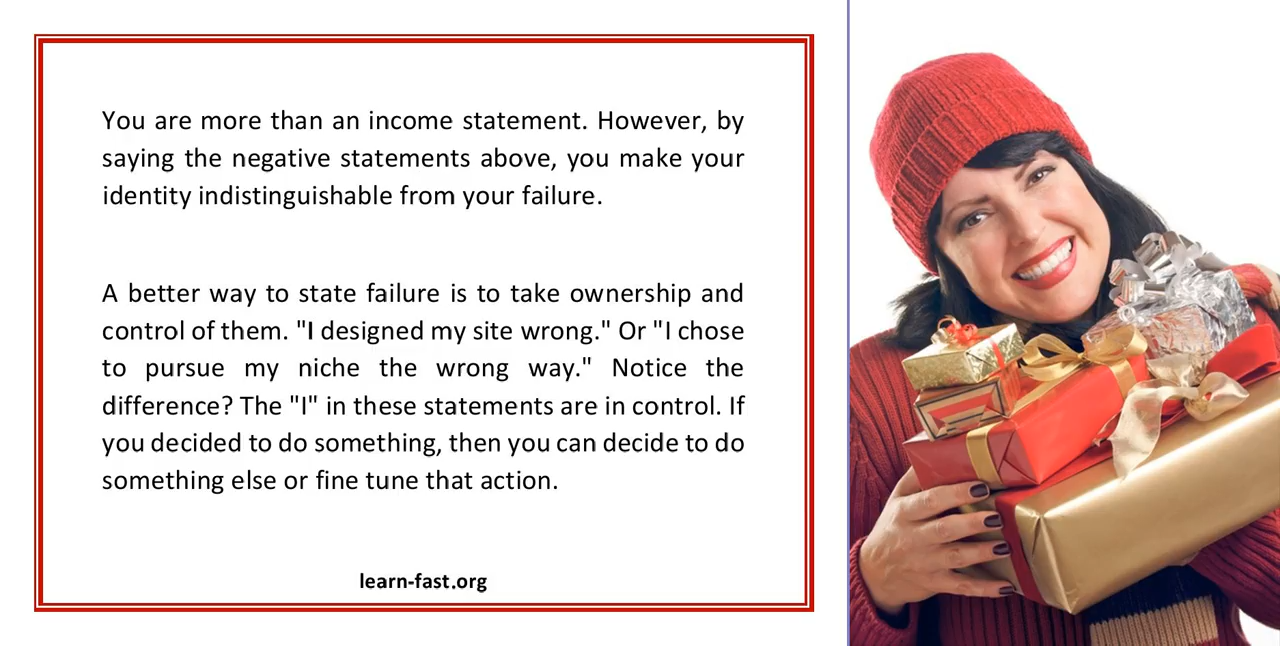 You are more than an income statement. However, by
saying the negative statements above, you make your
identity indistinguishable from your failure.
A better way to state failure is to take ownership and
control of them. "I designed my site wrong." Or "I chose
to pursue my niche the wrong way." Notice the
difference? The "I" in these statements are in control. If
you decided to do something, then you can decide to do
something else or fine tune that action.
learn-fast.org